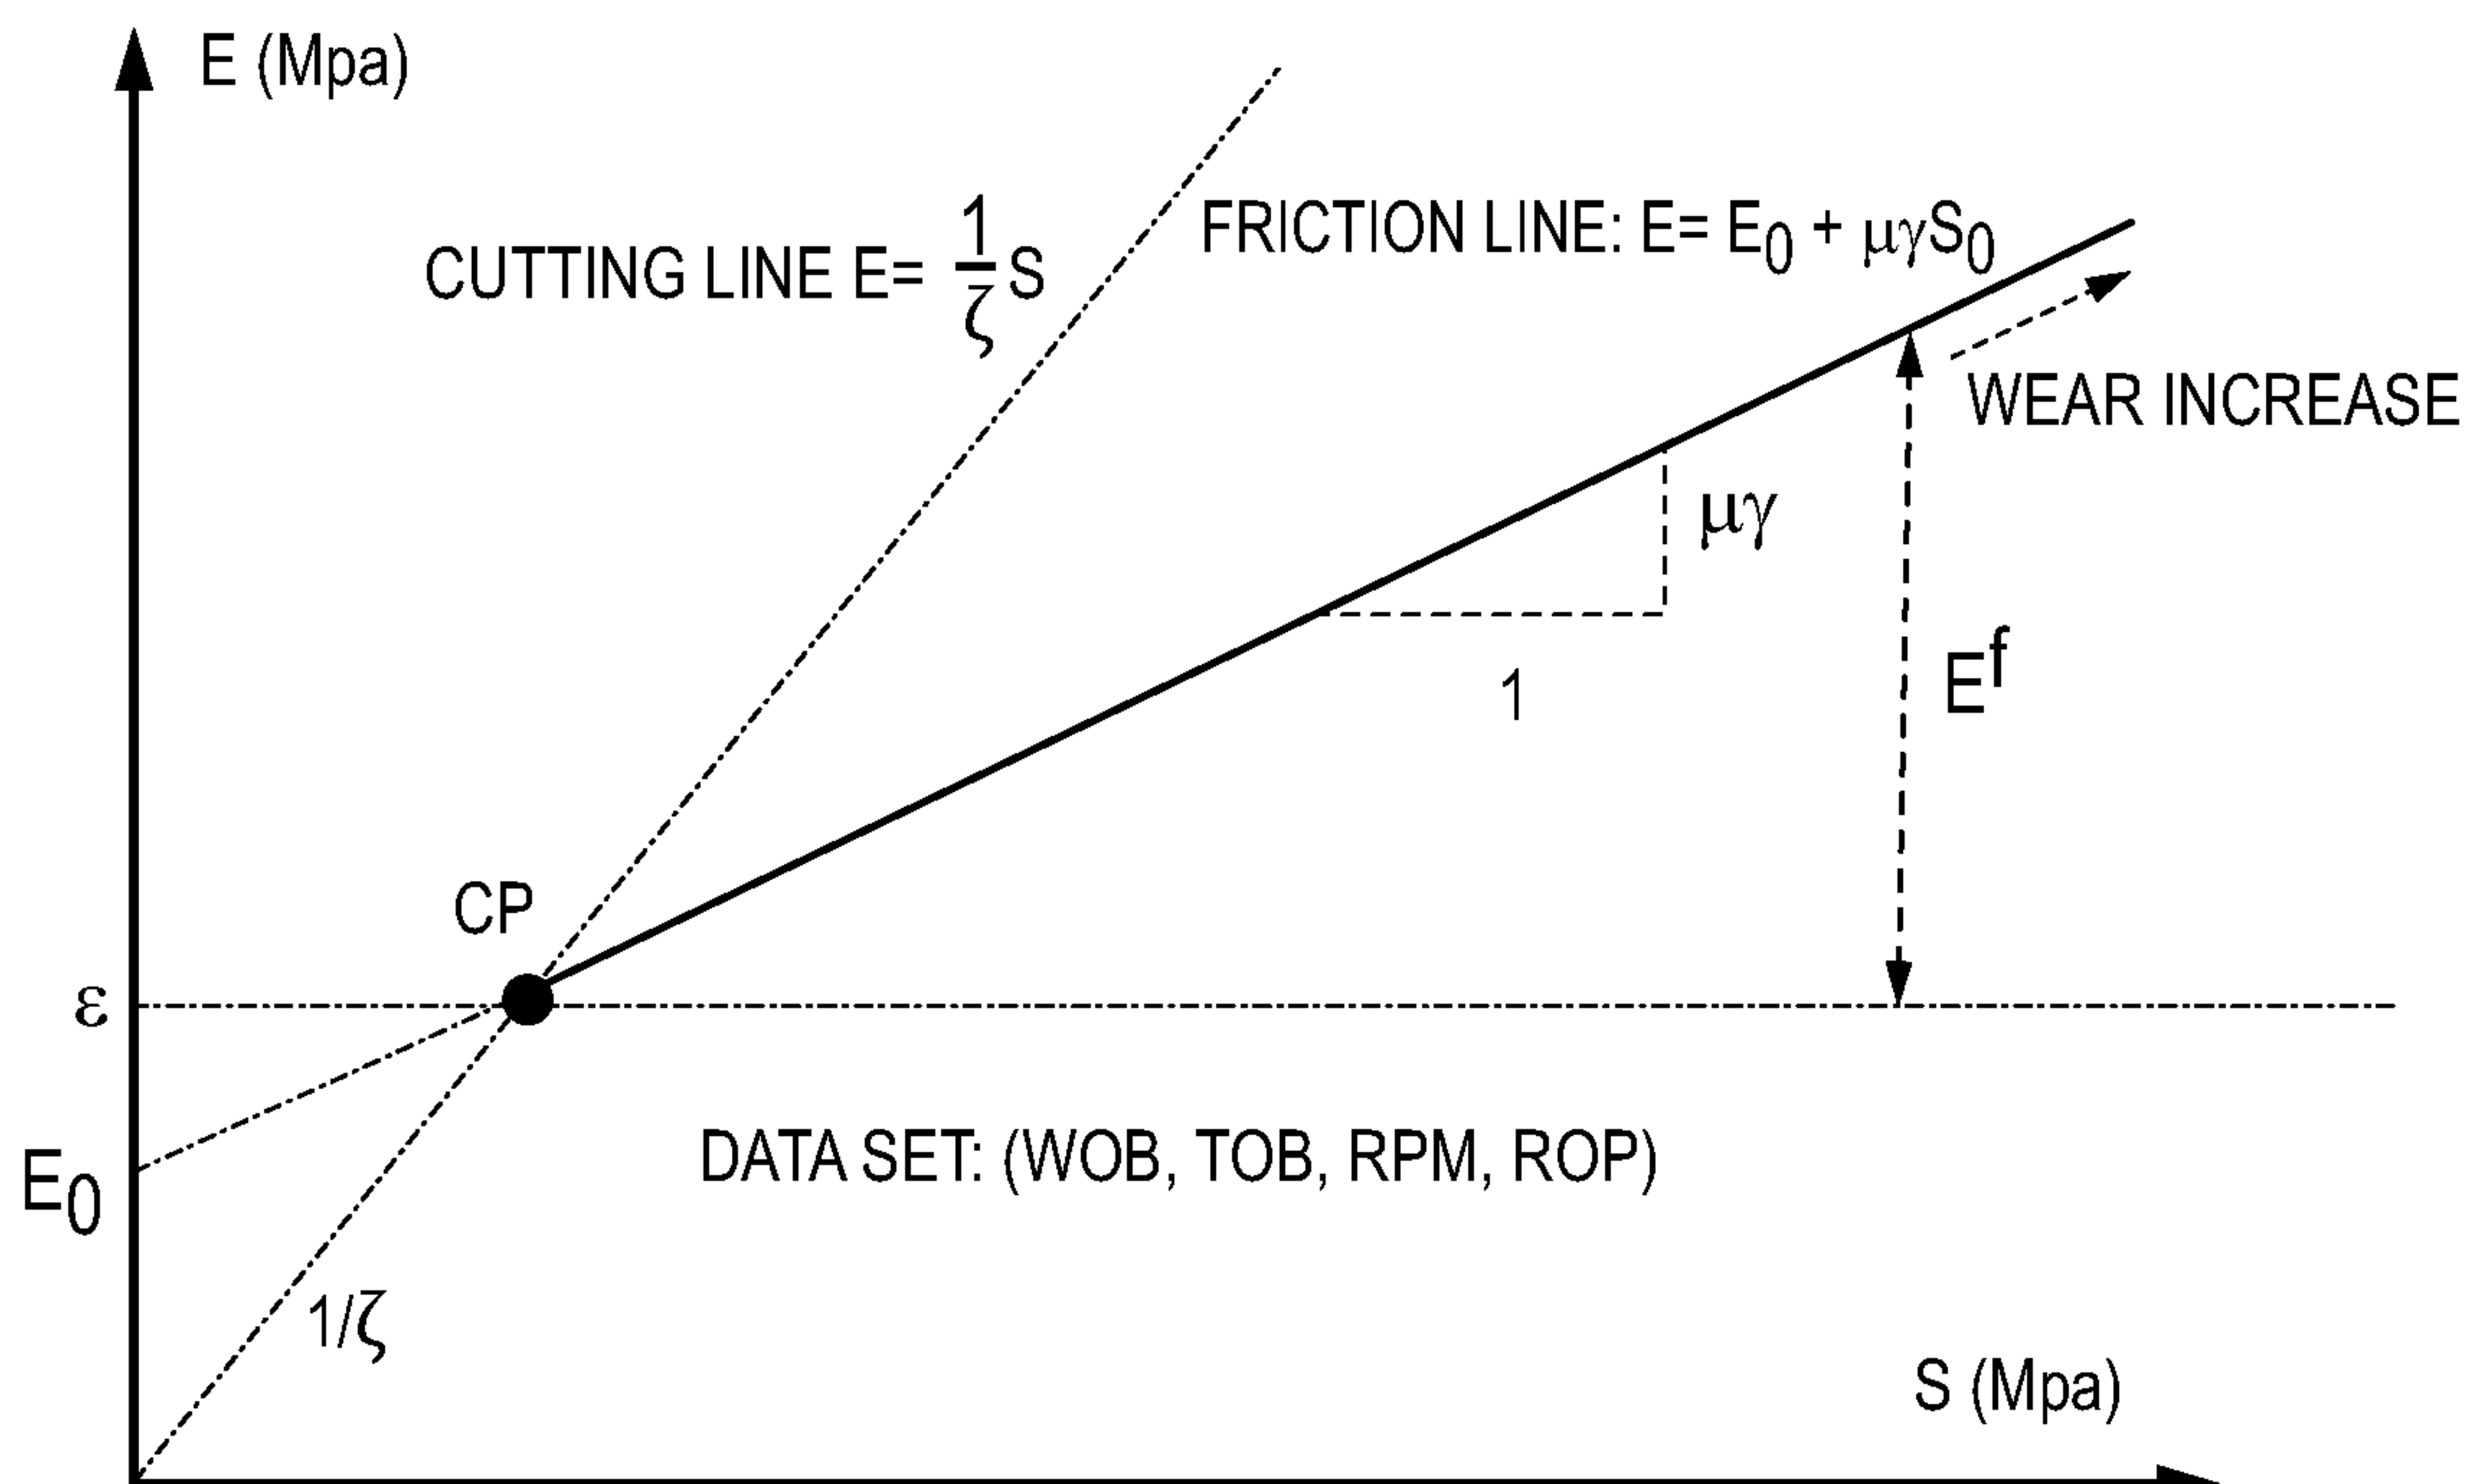 E (Mpa)
CUTTING LINE E= 1/ζ S
FRICTION LINE: E= E₀ + μγS₀
WEAR INCREASE
μγ
1
Eᶠ
CP
ε
E₀
DATA SET: (WOB, TOB, RPM, ROP)
1/ζ
S (Mpa)